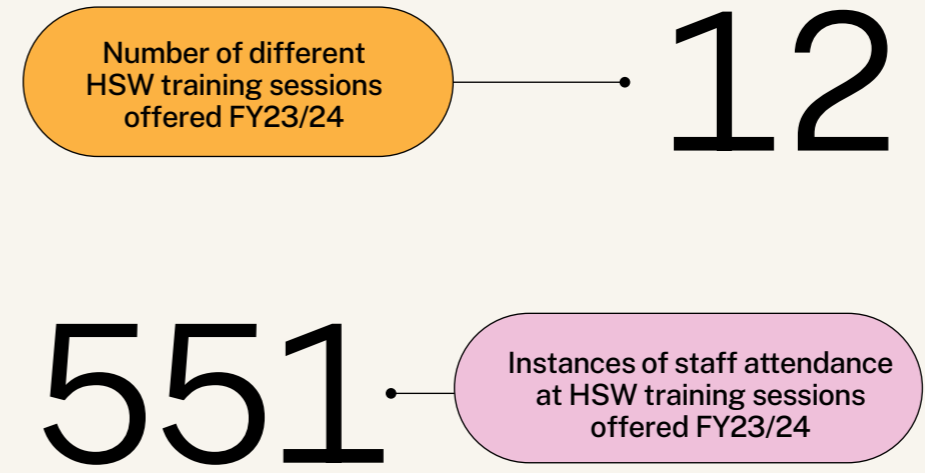 Number of different
HSW training sessions
offered FY23/24
12
551
Instances of staff attendance
at HSW training sessions
offered FY23/24